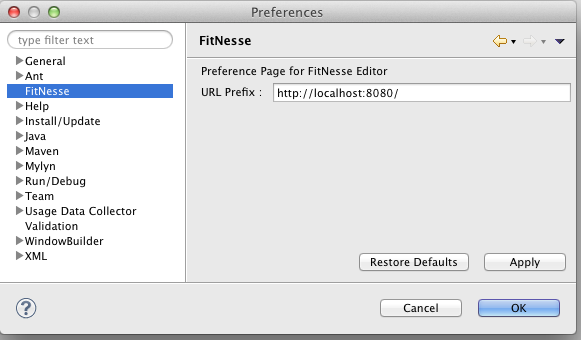 Preferences
type filter text
General
Ant
FitNesse
Help
Install/Update
Java
Maven
Mylyn
Run/Debug
Team
Usage Data Collector
Validation
WindowBuilder
XML
FitNesse
Preference Page for FitNesse Editor
URL Prefix : http://localhost:8080/
Restore Defaults Apply
? Cancel OK